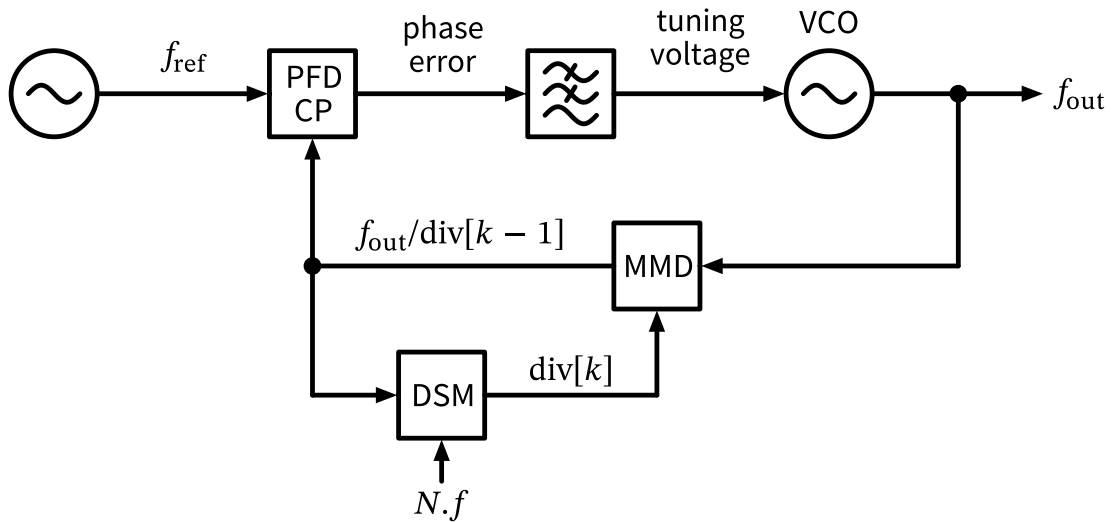 f_ref
PFD
CP
phase
error
tuning
voltage
VCO
f_out
f_out/div[k − 1]
MMD
DSM
div[k]
N.f